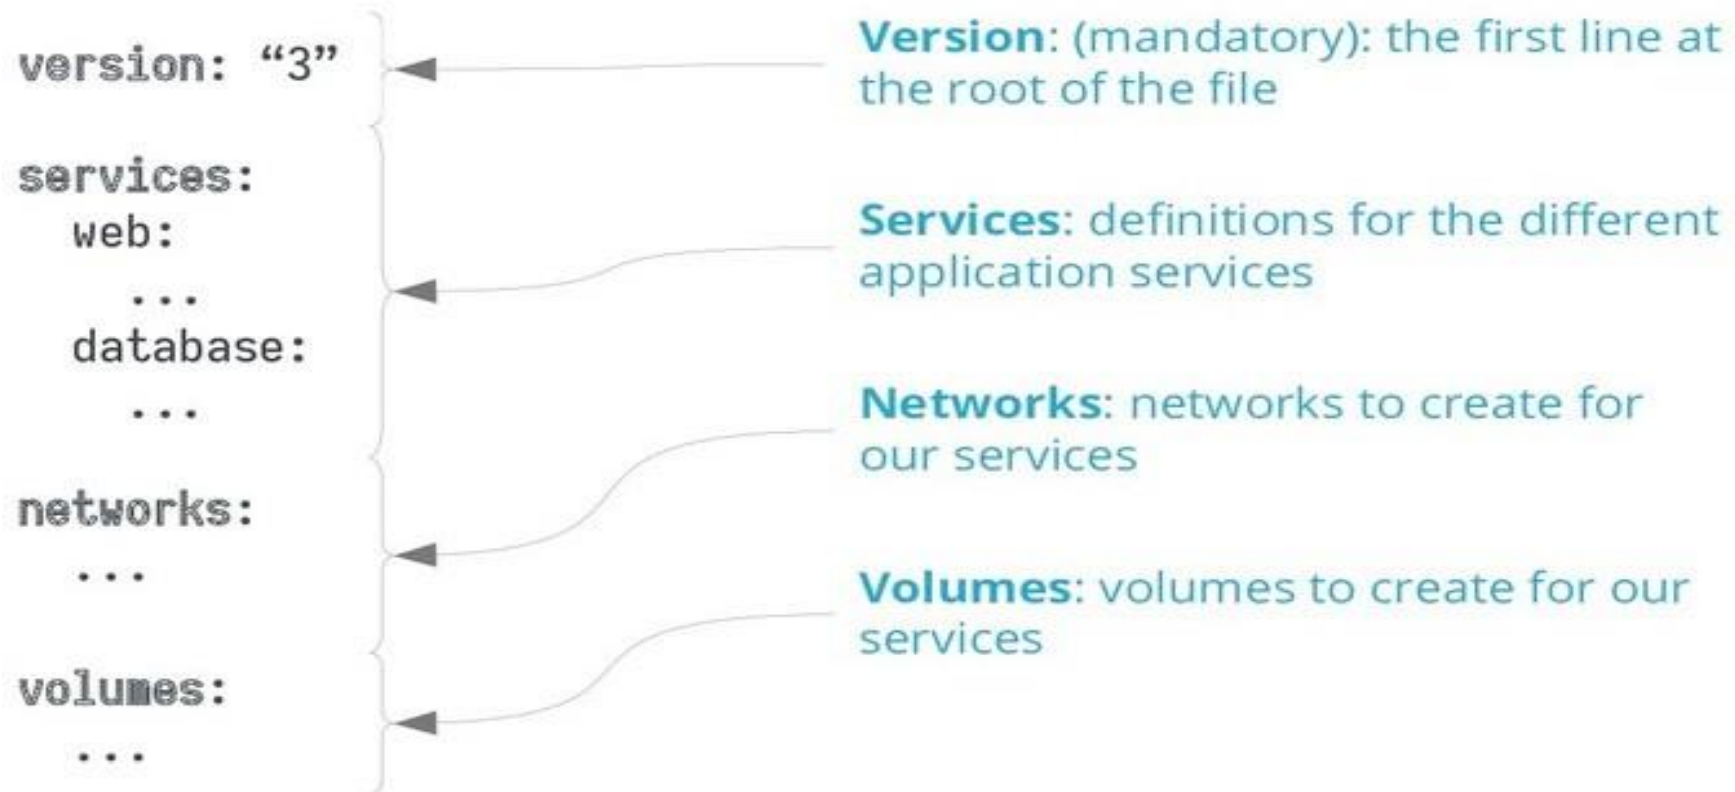 version: “3”
services:
web:
...
database:
...
networks:
...
volumes:
...
Version: (mandatory): the first line at
the root of the file
Services: definitions for the different
application services
Networks: networks to create for
our services
Volumes: volumes to create for our
services